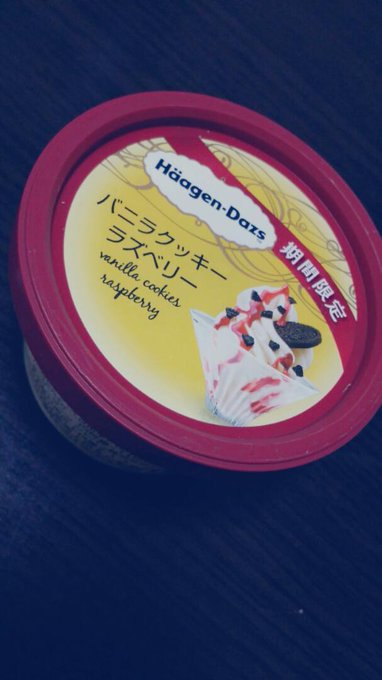 Häagen-Dazs
バニラクッキー
ラズベリー
vanilla cookies
raspberry
期間限定